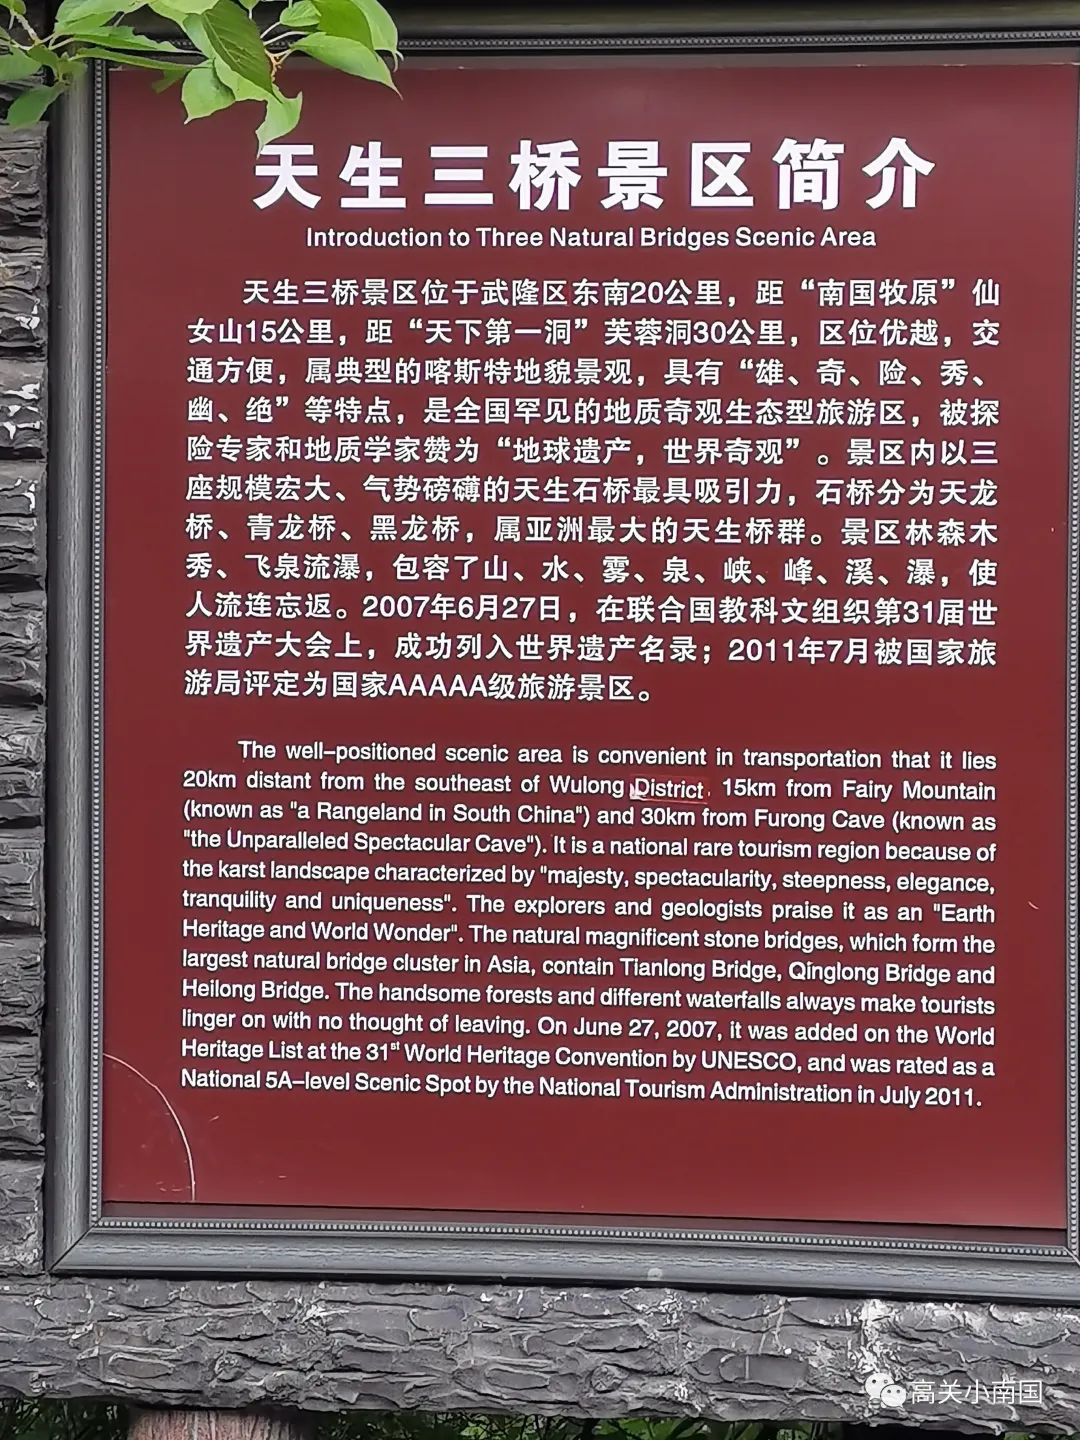 天生三桥景区简介
Introduction to Three Natural Bridges Scenic Area
天生三桥景区位于武隆区东南20公里，距“南国牧原”仙
女山15公里，距“天下第一洞”芙蓉洞30公里，区位优越，交
通方便，属典型的喀斯特地貌景观，具有“雄、奇、险、秀、
幽、绝”等特点，是全国罕见的地质奇观生态型旅游区，被探
险专家和地质学家赞为“地球遗产，世界奇观”。景区内以三
座规模宏大、气势磅礴的天生石桥最具吸引力，石桥分为天龙
桥、青龙桥、黑龙桥，属亚洲最大的天生桥群。景区林森木
秀、飞泉流瀑，包容了山、水、雾、泉、峡、峰、溪、瀑，使
人流连忘返。2007年6月27日，在联合国教科文组织第31届世
界遗产大会上，成功列入世界遗产名录；2011年7月被国家旅
游局评定为国家AAAAA级旅游景区。
The well-positioned scenic area is convenient in transportation that it lies
20km distant from the southeast of Wulong District, 15km from Fairy Mountain
(known as "a Rangeland in South China") and 30km from Furong Cave (known as
"the Unparalleled Spectacular Cave"). It is a national rare tourism region because of
the karst landscape characterized by "majesty, spectacularity, steepness, elegance,
tranquility and uniqueness". The explorers and geologists praise it as an "Earth
Heritage and World Wonder". The natural magnificent stone bridges, which form the
largest natural bridge cluster in Asia, contain Tianlong Bridge, Qinglong Bridge and
Heilong Bridge. The handsome forests and different waterfalls always make tourists
linger on with no thought of leaving. On June 27, 2007, it was added on the World
Heritage List at the 31st World Heritage Convention by UNESCO, and was rated as a
National 5A-level Scenic Spot by the National Tourism Administration in July 2011.
高关小南国